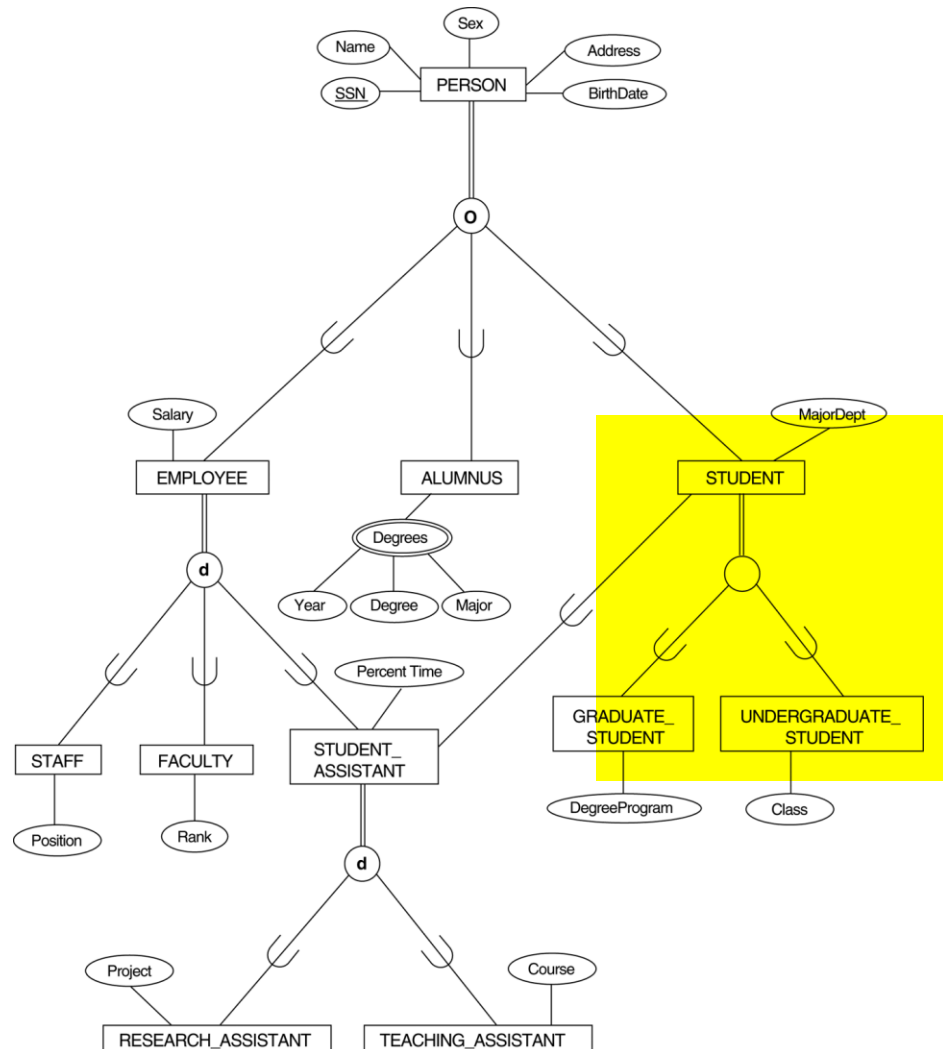 Sex
Name
Address
PERSON
SSN
BirthDate
O
Salary
MajorDept
EMPLOYEE
ALUMNUS
STUDENT
Degrees
d
Year
Degree
Major
Percent Time
GRADUATE_
STUDENT
UNDERGRADUATE_
STUDENT
STAFF
FACULTY
STUDENT_
ASSISTANT
DegreeProgram
Class
Position
Rank
d
Project
Course
RESEARCH_ASSISTANT
TEACHING_ASSISTANT